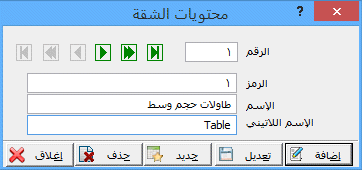 محتويات الشقة
?
الرقم ١
الرمز ١
الإسم طاولات حجم وسط
الإسم اللاتيني Table
إضافة تعديل جديد حذف إغلاق